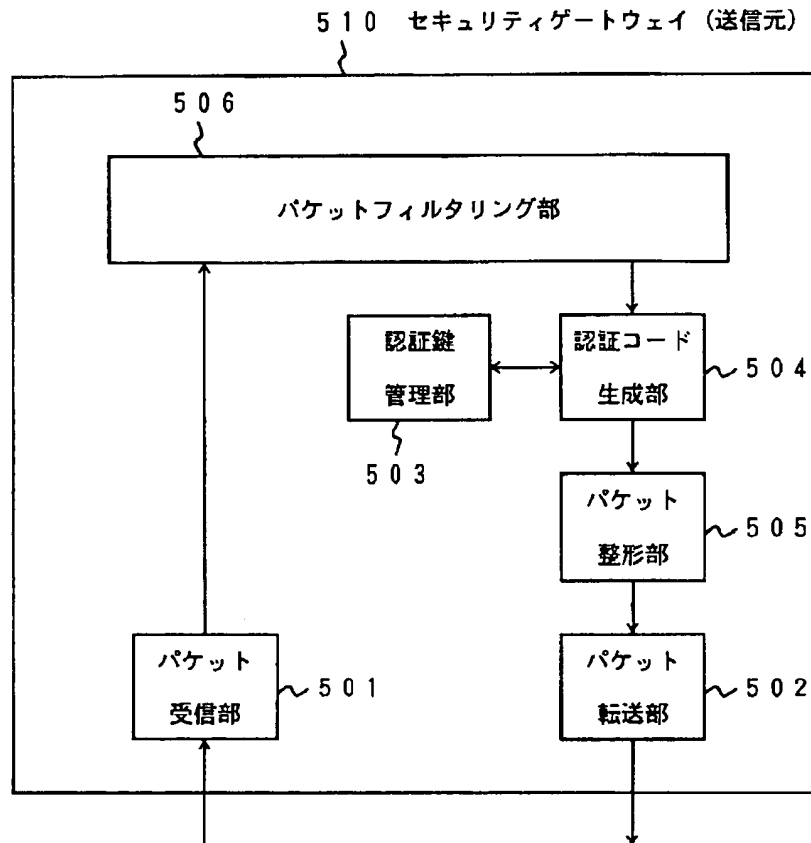 510 セキュリティゲートウェイ (送信元)
506
パケットフィルタリング部
認証鍵
管理部
503
認証コード
生成部
504
パケット
整形部
505
パケット
受信部
501
パケット
転送部
502